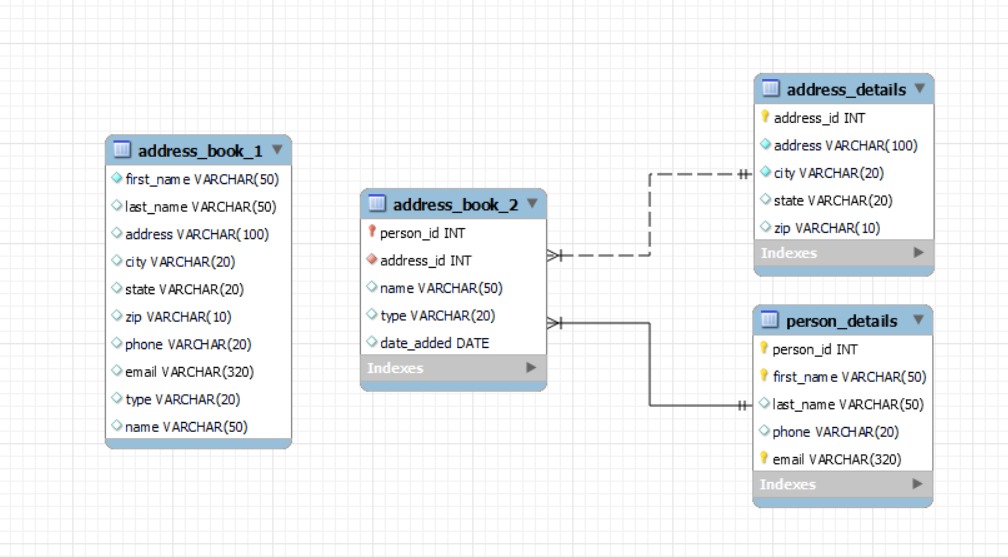 address_book_1
first_name VARCHAR(50)
last_name VARCHAR(50)
address VARCHAR(100)
city VARCHAR(20)
state VARCHAR(20)
zip VARCHAR(10)
phone VARCHAR(20)
email VARCHAR(320)
type VARCHAR(20)
name VARCHAR(50)
address_book_2
person_id INT
address_id INT
name VARCHAR(50)
type VARCHAR(20)
date_added DATE
Indexes
address_details
address_id INT
address VARCHAR(100)
city VARCHAR(20)
state VARCHAR(20)
zip VARCHAR(10)
Indexes
person_details
person_id INT
first_name VARCHAR(50)
last_name VARCHAR(50)
phone VARCHAR(20)
email VARCHAR(320)
Indexes